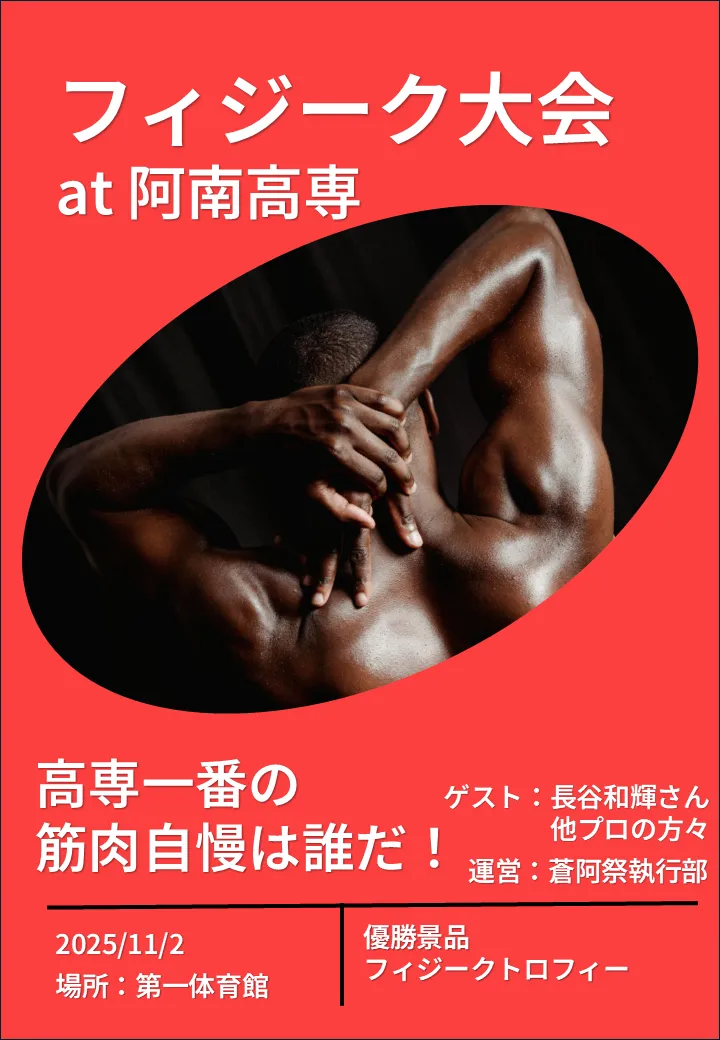 フィジーク大会
at 阿南高専
高専一番の
筋肉自慢は誰だ！
ゲスト：長谷和輝さん
他プロの方々
運営：蒼阿祭執行部
2025/11/2
場所：第一体育館
優勝景品
フィジークトロフィー